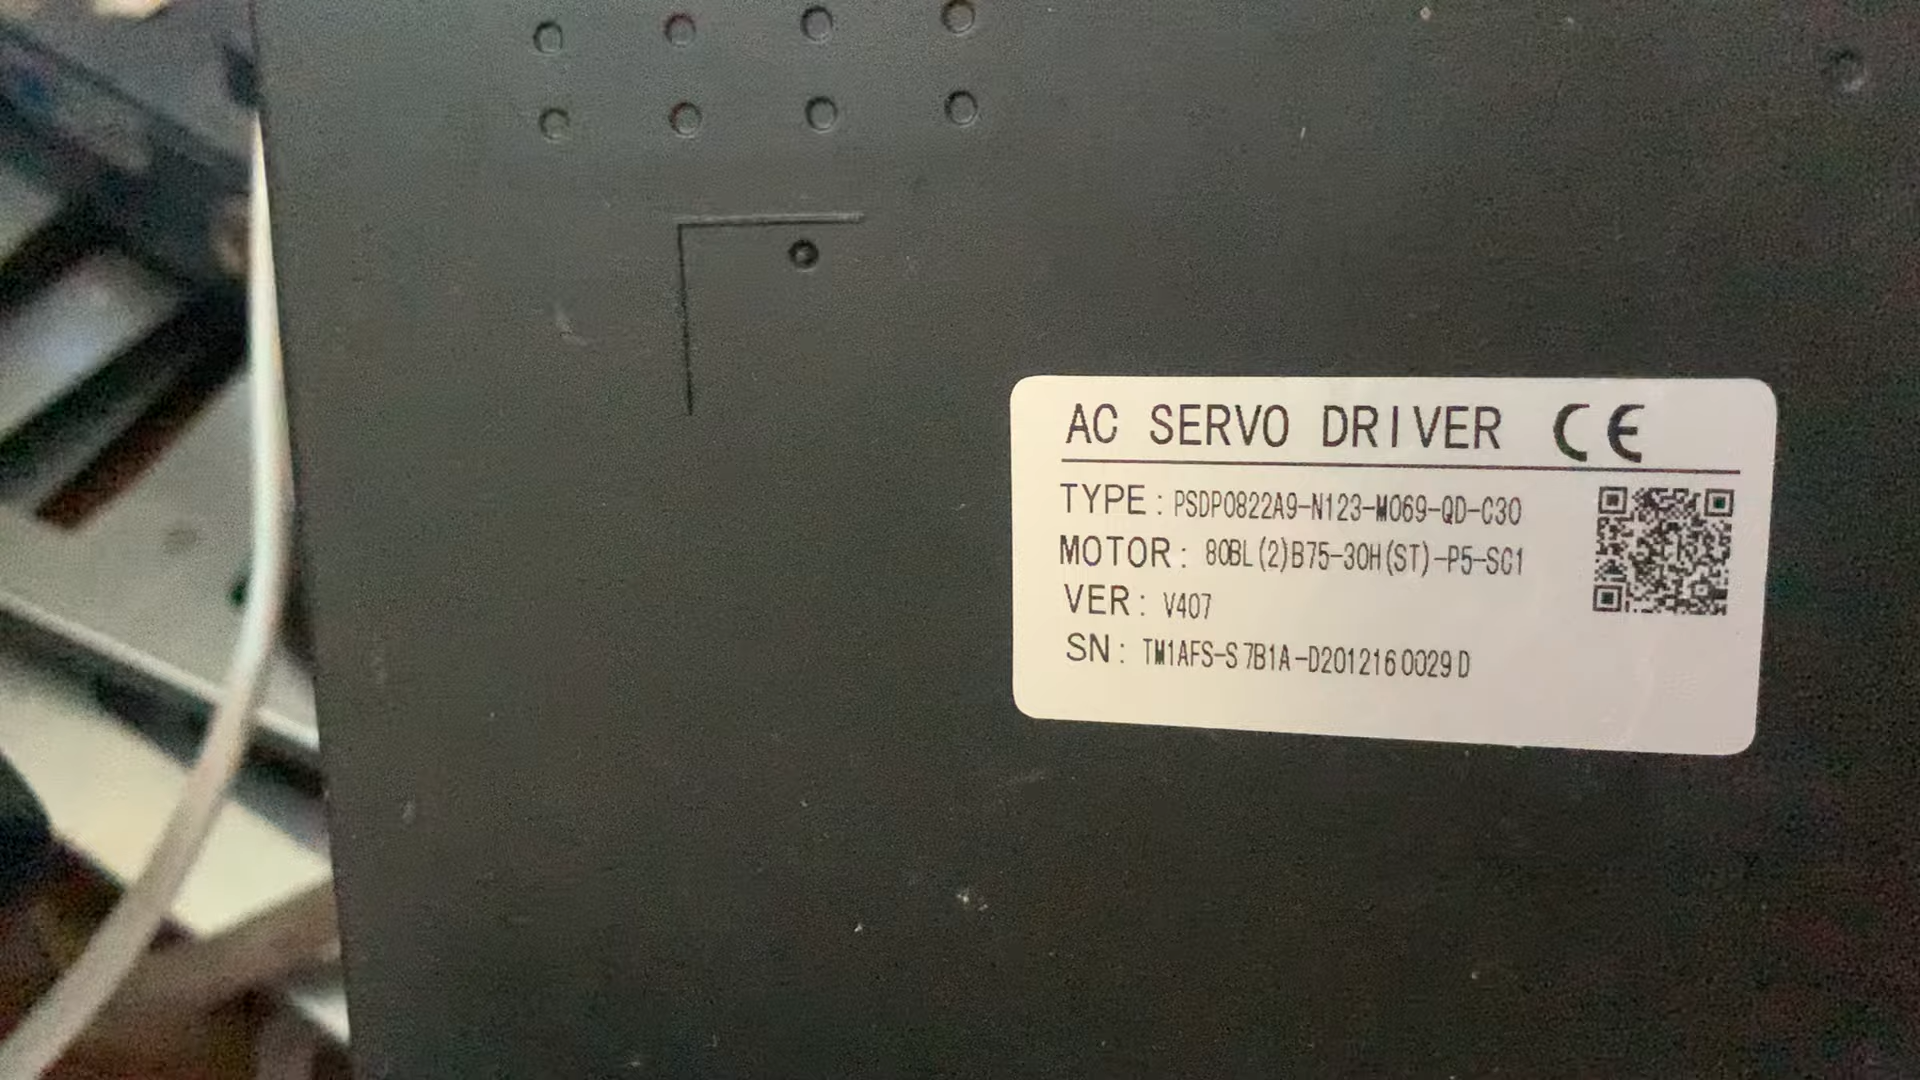 AC SERVO DRIVER CE
TYPE: PSDP0822A9-N123-M069-QD-C30
MOTOR: 80BL(2)B75-30H(ST)-P5-SC1
VER: V407
SN: TM1AFS-S7B1A-D2012160029D